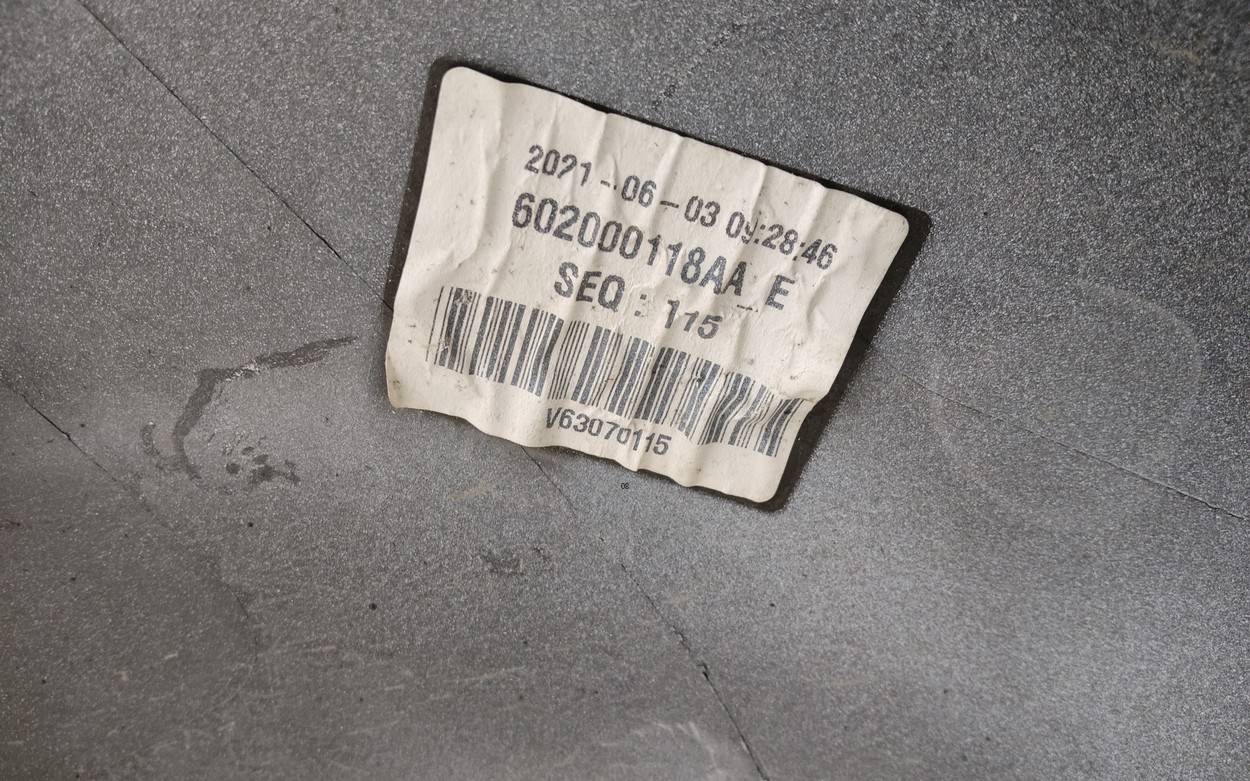 2021-06-03 09:28:46
602000118AA_E
SEQ : 115
V63070115